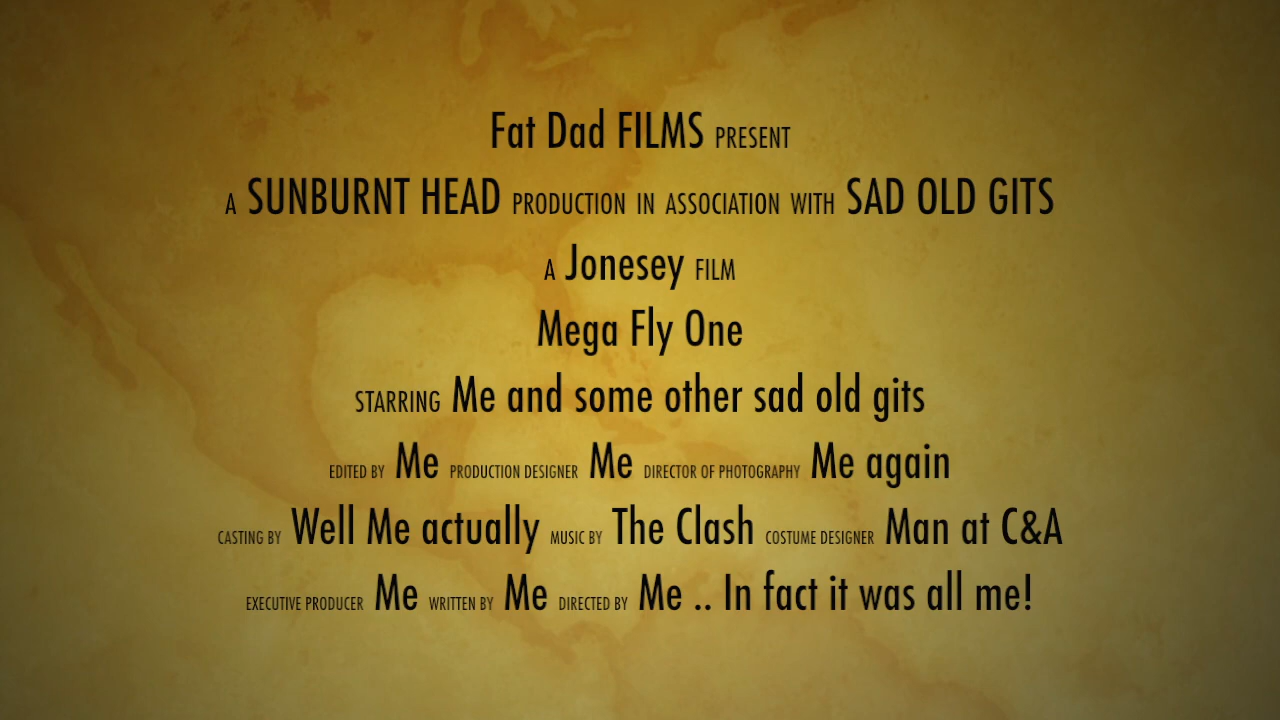 Fat Dad FILMS PRESENT
A SUNBURNT HEAD PRODUCTION IN ASSOCIATION WITH SAD OLD GITS
A Jonesey FILM
Mega Fly One
STARRING Me and some other sad old gits
EDITED BY Me PRODUCTION DESIGNER Me DIRECTOR OF PHOTOGRAPHY Me again
CASTING BY Well Me actually MUSIC BY The Clash COSTUME DESIGNER Man at C&A
EXECUTIVE PRODUCER Me WRITTEN BY Me DIRECTED BY Me .. In fact it was all me!